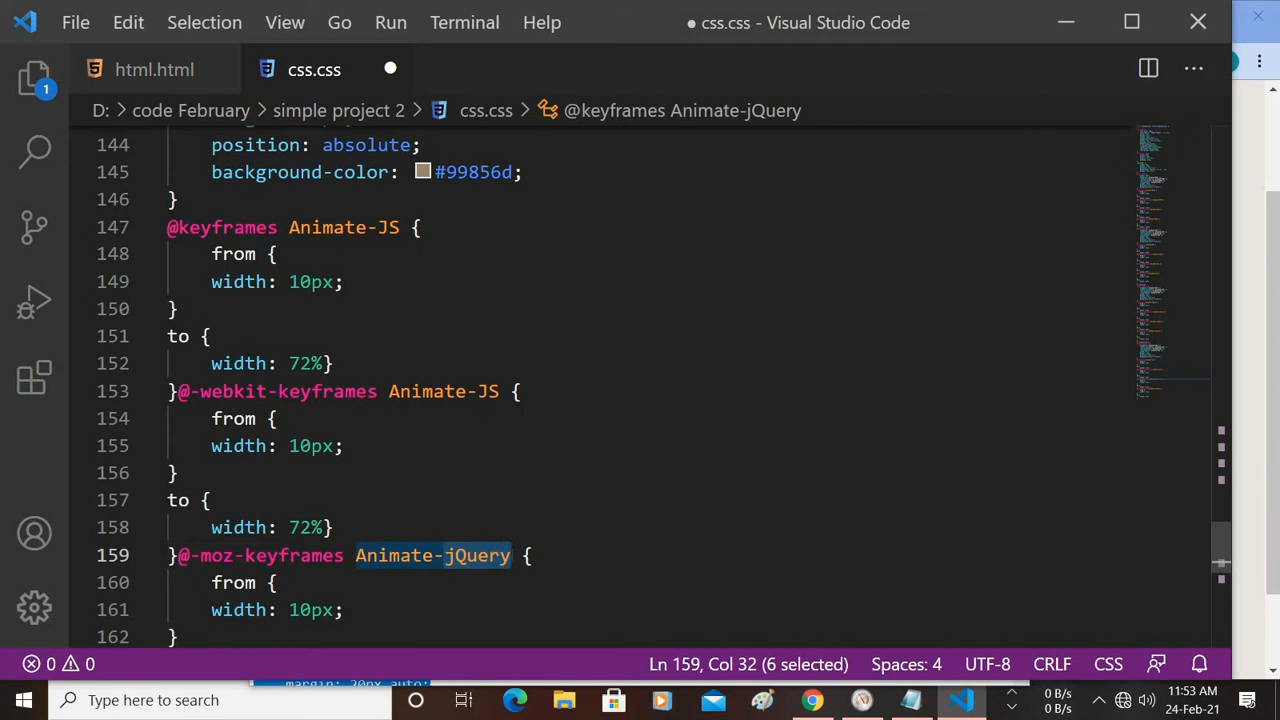 File Edit Selection View Go Run Terminal Help ● css.css - Visual Studio Code
html.html css.css
D: > code February > simple project 2 > css.css > @keyframes Animate-jQuery
144 position: absolute;
145 background-color: #99856d;
146 }
147 @keyframes Animate-JS {
148 from {
149 width: 10px;
150 }
151 to {
152 width: 72%}
153 }@-webkit-keyframes Animate-JS {
154 from {
155 width: 10px;
156 }
157 to {
158 width: 72%}
159 }@-moz-keyframes Animate-jQuery {
160 from {
161 width: 10px;
162 }
1
0 0 Ln 159, Col 32 (6 selected) Spaces: 4 UTF-8 CRLF CSS
Type here to search
0 B/s
0 B/s
11:53 AM
24-Feb-21